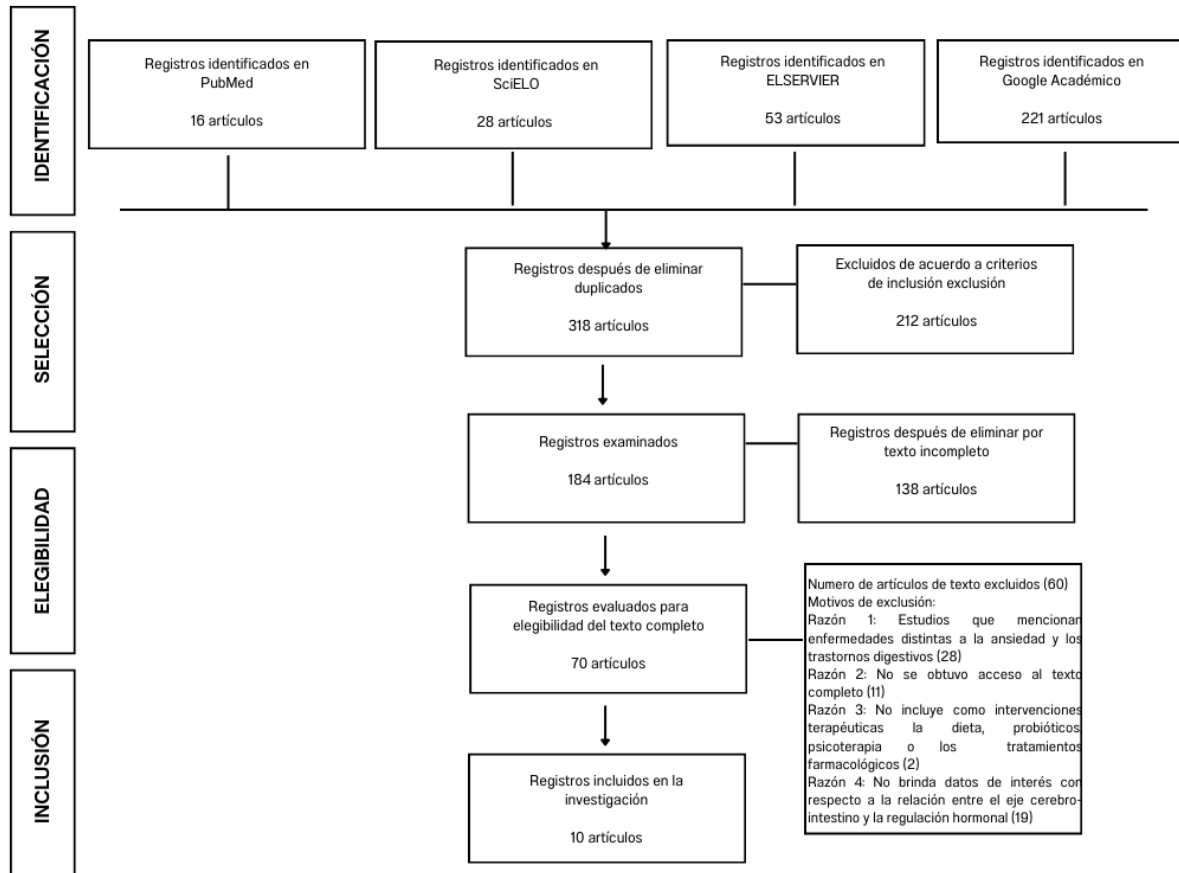 IDENTIFICACIÓN
Registros identificados en
PubMed
16 artículos
Registros identificados en
SciELO
28 artículos
Registros identificados en
ELSERVIER
53 artículos
Registros identificados en
Google Académico
221 artículos
SELECCIÓN
Registros después de eliminar
duplicados
318 artículos
Excluidos de acuerdo a criterios
de inclusión exclusión
212 artículos
ELEGIBILIDAD
Registros examinados
184 artículos
Registros después de eliminar por
texto incompleto
138 artículos
Registros evaluados para
elegibilidad del texto completo
70 artículos
Numero de artículos de texto excluidos (60)
Motivos de exclusión:
Razón 1: Estudios que mencionan
enfermedades distintas a la ansiedad y los
trastornos digestivos (28)
Razón 2: No se obtuvo acceso al texto
completo (11)
Razón 3: No incluye como intervenciones
terapéuticas la dieta, probióticos,
psicoterapia o los tratamientos
farmacológicos (2)
Razón 4: No brinda datos de interés con
respecto a la relación entre el eje cerebro-
intestino y la regulación hormonal (19)
INCLUSIÓN
Registros incluidos en la
investigación
10 artículos